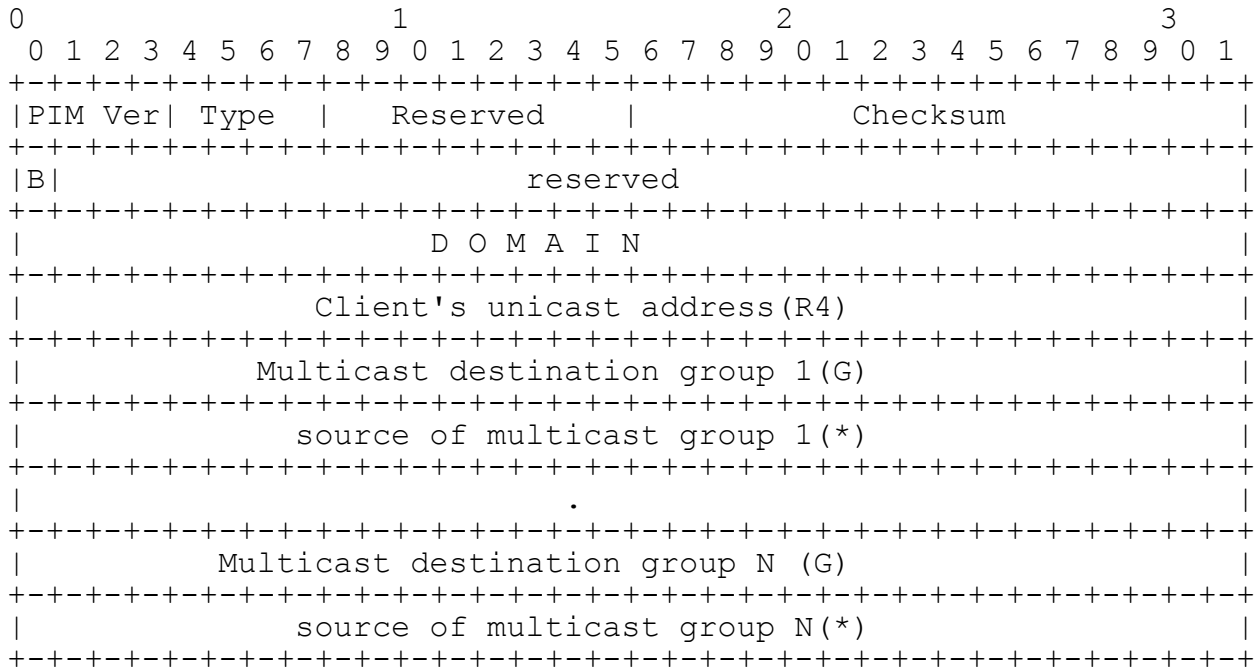 0                   1                   2                   3
 0 1 2 3 4 5 6 7 8 9 0 1 2 3 4 5 6 7 8 9 0 1 2 3 4 5 6 7 8 9 0 1
+-+-+-+-+-+-+-+-+-+-+-+-+-+-+-+-+-+-+-+-+-+-+-+-+-+-+-+-+-+-+-+-+
|PIM Ver| Type  |   Reserved    |           Checksum            |
+-+-+-+-+-+-+-+-+-+-+-+-+-+-+-+-+-+-+-+-+-+-+-+-+-+-+-+-+-+-+-+-+
|B|                        reserved                             |
+-+-+-+-+-+-+-+-+-+-+-+-+-+-+-+-+-+-+-+-+-+-+-+-+-+-+-+-+-+-+-+-+
|                     D O M A I N                               |
+-+-+-+-+-+-+-+-+-+-+-+-+-+-+-+-+-+-+-+-+-+-+-+-+-+-+-+-+-+-+-+-+
|               Client's unicast address(R4)                    |
+-+-+-+-+-+-+-+-+-+-+-+-+-+-+-+-+-+-+-+-+-+-+-+-+-+-+-+-+-+-+-+-+
|            Multicast destination group 1(G)                   |
+-+-+-+-+-+-+-+-+-+-+-+-+-+-+-+-+-+-+-+-+-+-+-+-+-+-+-+-+-+-+-+-+
|              source of multicast group 1(*)                   |
+-+-+-+-+-+-+-+-+-+-+-+-+-+-+-+-+-+-+-+-+-+-+-+-+-+-+-+-+-+-+-+-+
|                            .                                  |
+-+-+-+-+-+-+-+-+-+-+-+-+-+-+-+-+-+-+-+-+-+-+-+-+-+-+-+-+-+-+-+-+
|          Multicast destination group N (G)                    |
+-+-+-+-+-+-+-+-+-+-+-+-+-+-+-+-+-+-+-+-+-+-+-+-+-+-+-+-+-+-+-+-+
|              source of multicast group N(*)                   |
+-+-+-+-+-+-+-+-+-+-+-+-+-+-+-+-+-+-+-+-+-+-+-+-+-+-+-+-+-+-+-+-+